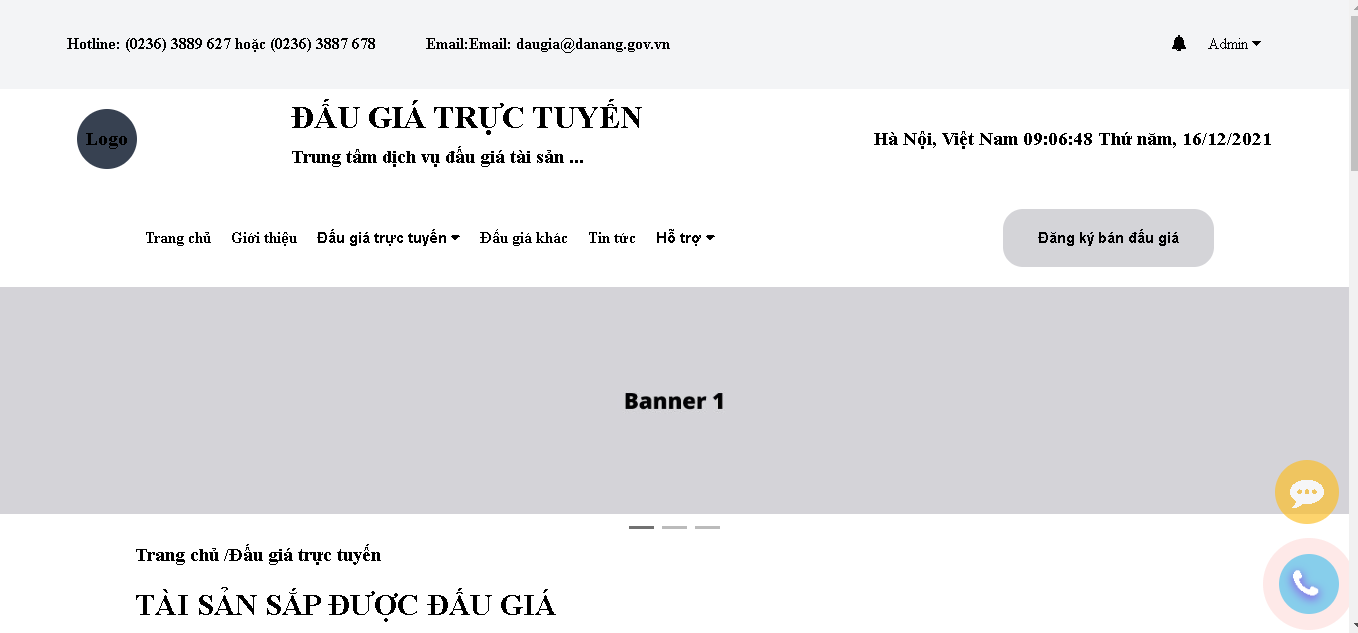 Hotline: (0236) 3889 627 hoặc (0236) 3887 678 Email:Email: daugia@danang.gov.vn Admin
Logo
ĐẤU GIÁ TRỰC TUYẾN
Trung tâm dịch vụ đấu giá tài sản ...
Hà Nội, Việt Nam 09:06:48 Thứ năm, 16/12/2021
Trang chủ Giới thiệu Đấu giá trực tuyến Đấu giá khác Tin tức Hỗ trợ Đăng ký bán đấu giá
Banner 1
Trang chủ /Đấu giá trực tuyến
TÀI SẢN SẮP ĐƯỢC ĐẤU GIÁ